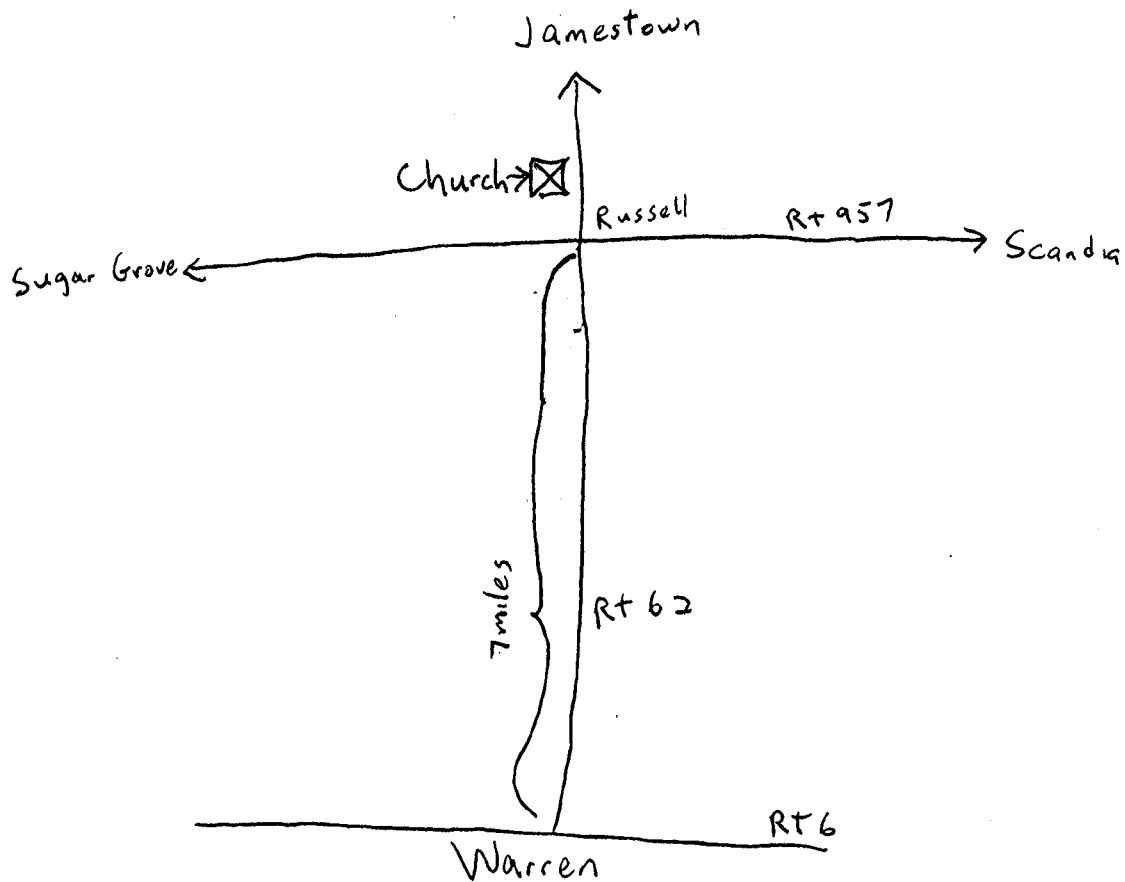 Jamestown
Church
Russell
Rt 957
Sugar Grove
Scandia
7 miles
Rt 62
Rt 6
Warren